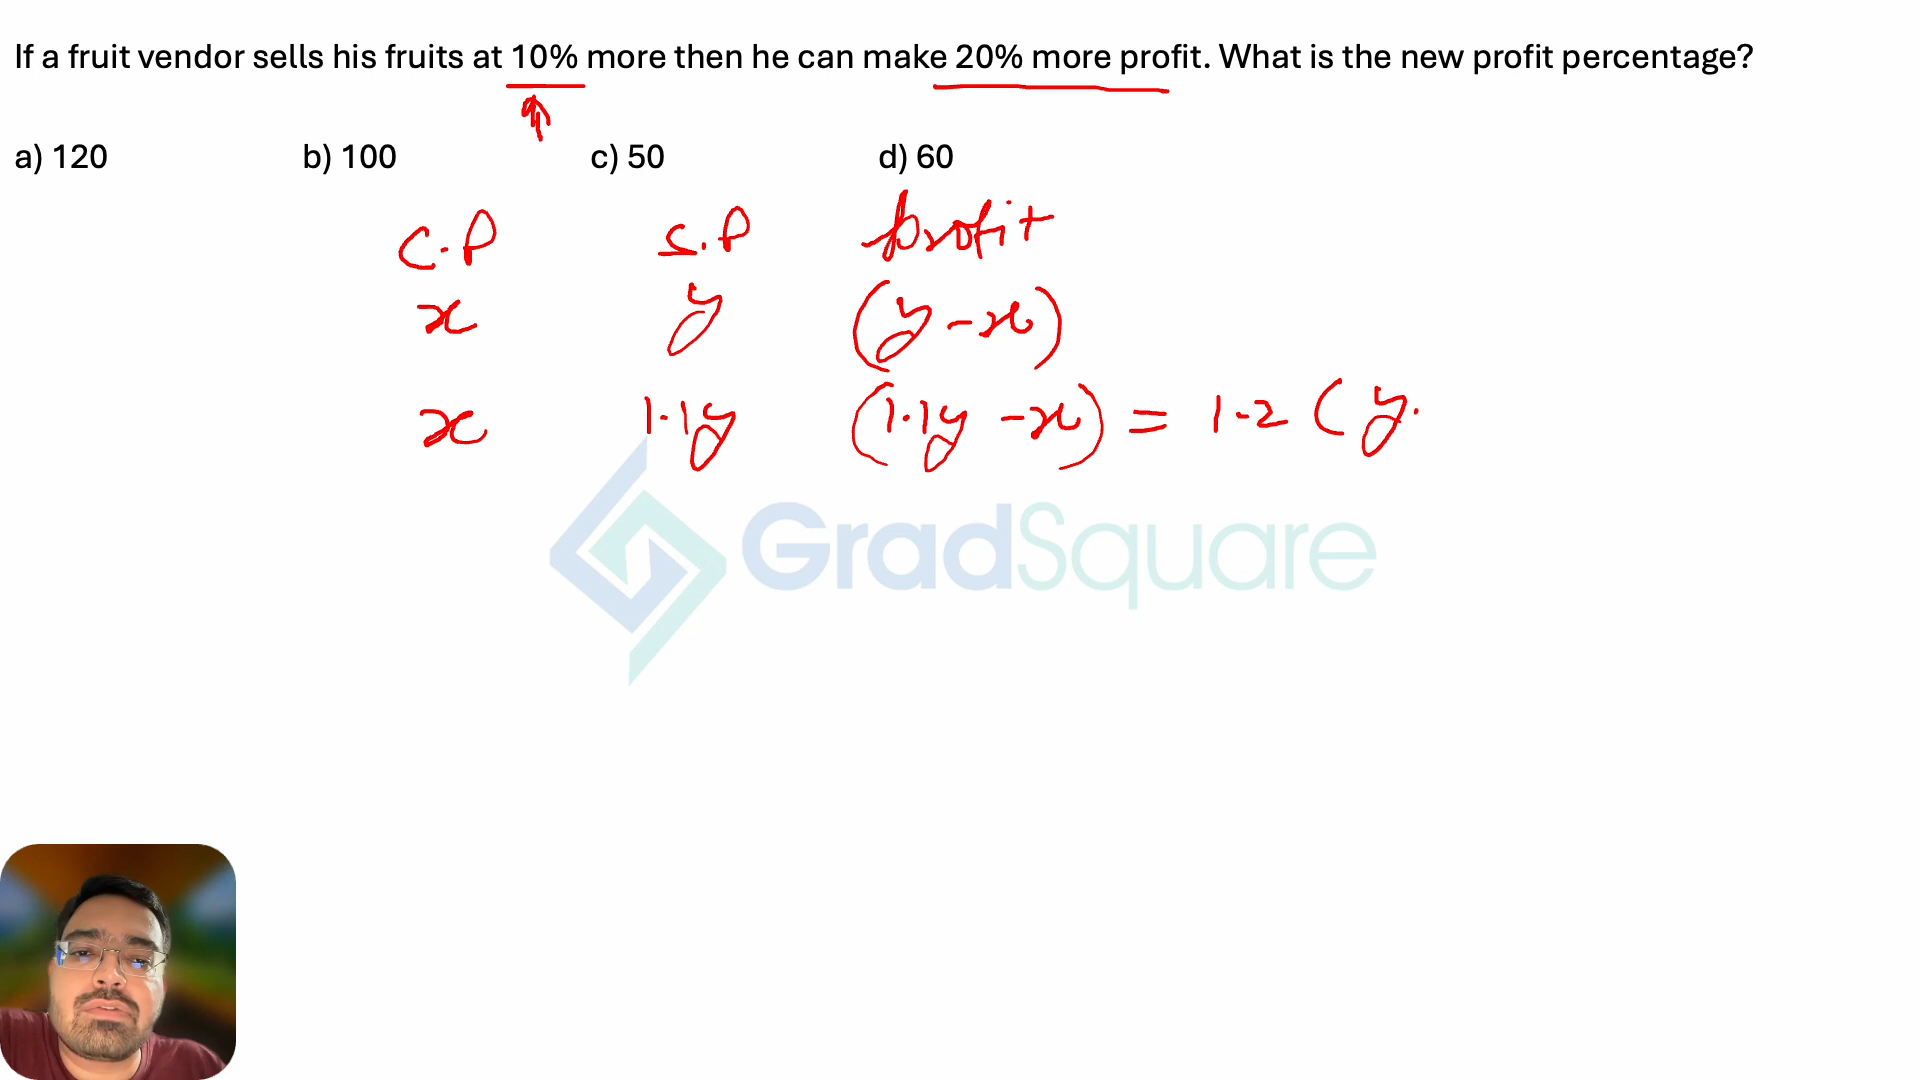 If a fruit vendor sells his fruits at 10% more then he can make 20% more profit. What is the new profit percentage?
a) 120 b) 100 c) 50 d) 60
C.P S.P profit
x y (y-x)
x 1.1y (1.1y -x) = 1.2 (y.
GradSquare